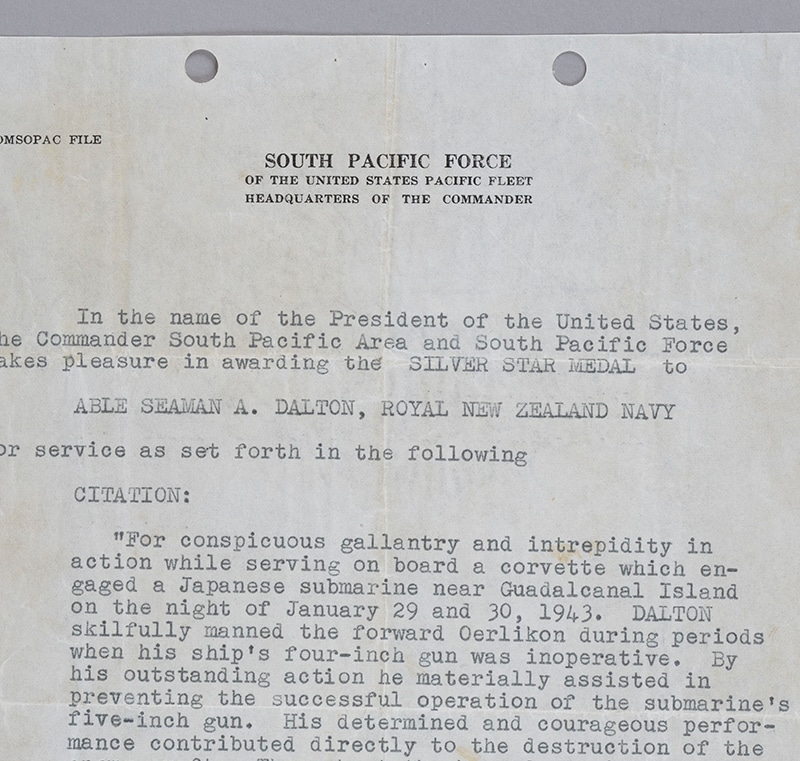 OMSOPAC FILE
SOUTH PACIFIC FORCE
OF THE UNITED STATES PACIFIC FLEET
HEADQUARTERS OF THE COMMANDER
In the name of the President of the United States,
he Commander South Pacific Area and South Pacific Force
akes pleasure in awarding the SILVER STAR MEDAL to
ABLE SEAMAN A. DALTON, ROYAL NEW ZEALAND NAVY
or service as set forth in the following
CITATION:
"For conspicuous gallantry and intrepidity in
action while serving on board a corvette which en-
gaged a Japanese submarine near Guadalcanal Island
on the night of January 29 and 30, 1943. DALTON
skilfully manned the forward Oerlikon during periods
when his ship's four-inch gun was inoperative. By
his outstanding action he materially assisted in
preventing the successful operation of the submarine's
five-inch gun. His determined and courageous perfor-
mance contributed directly to the destruction of the